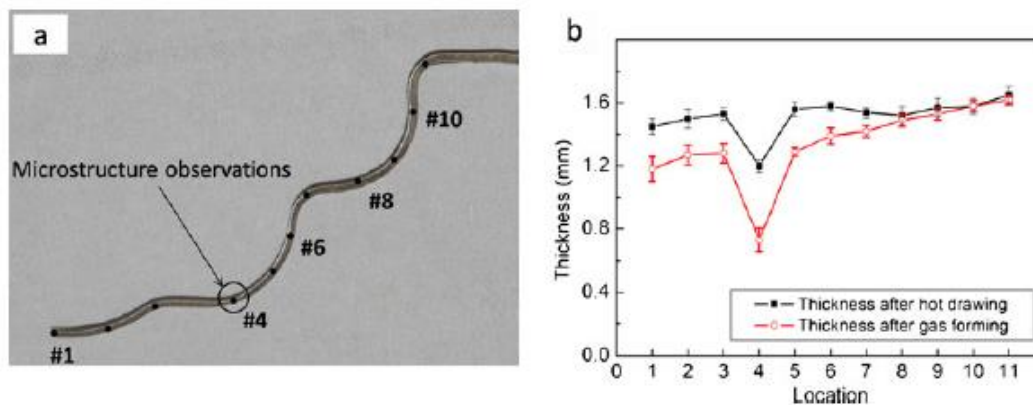 a
#10
Microstructure observations
#8
#6
#4
#1
b
Thickness (mm)
1.6
1.2
0.8
0.4
0.0
Thickness after hot drawing
Thickness after gas forming
0 1 2 3 4 5 6 7 8 9 10 11
Location